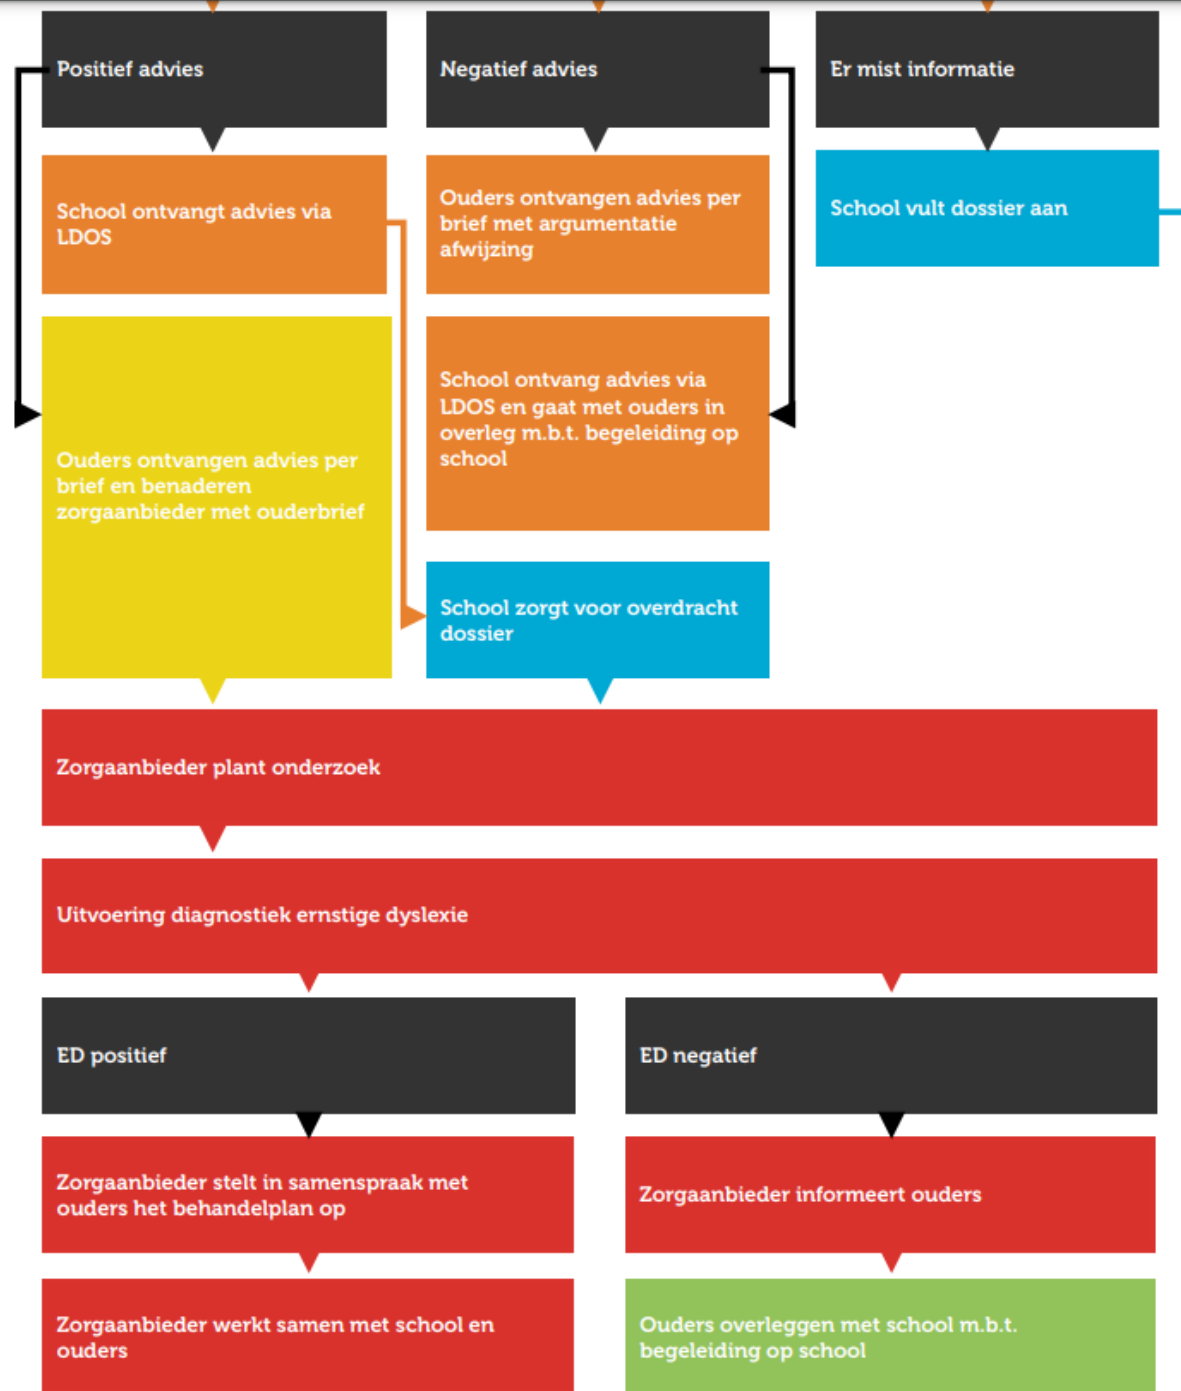 Positief advies
Negatief advies
Er mist informatie
School ontvangt advies via
LDOS
Ouders ontvangen advies per
brief met argumentatie
afwijzing
School vult dossier aan
Ouders ontvangen advies per
brief en benaderen
zorgaanbieder met ouderbrief
School ontvang advies via
LDOS en gaat met ouders in
overleg m.b.t. begeleiding op
school
School zorgt voor overdracht
dossier
Zorgaanbieder plant onderzoek
Uitvoering diagnostiek ernstige dyslexie
ED positief
ED negatief
Zorgaanbieder stelt in samenspraak met
ouders het behandelplan op
Zorgaanbieder informeert ouders
Zorgaanbieder werkt samen met school en
ouders
Ouders overleggen met school m.b.t.
begeleiding op school